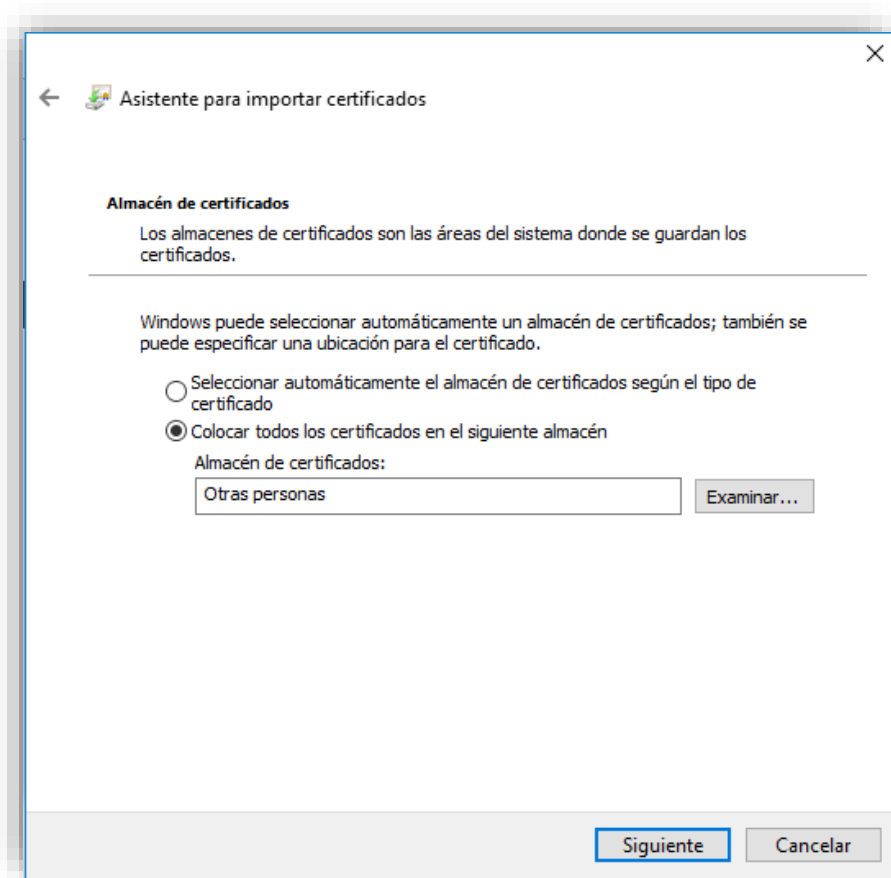 Asistente para importar certificados
Almacén de certificados
Los almacenes de certificados son las áreas del sistema donde se guardan los
certificados.
Windows puede seleccionar automáticamente un almacén de certificados; también se
puede especificar una ubicación para el certificado.
Seleccionar automáticamente el almacén de certificados según el tipo de
certificado
Colocar todos los certificados en el siguiente almacén
Almacén de certificados:
Otras personas
Examinar...
Siguiente
Cancelar